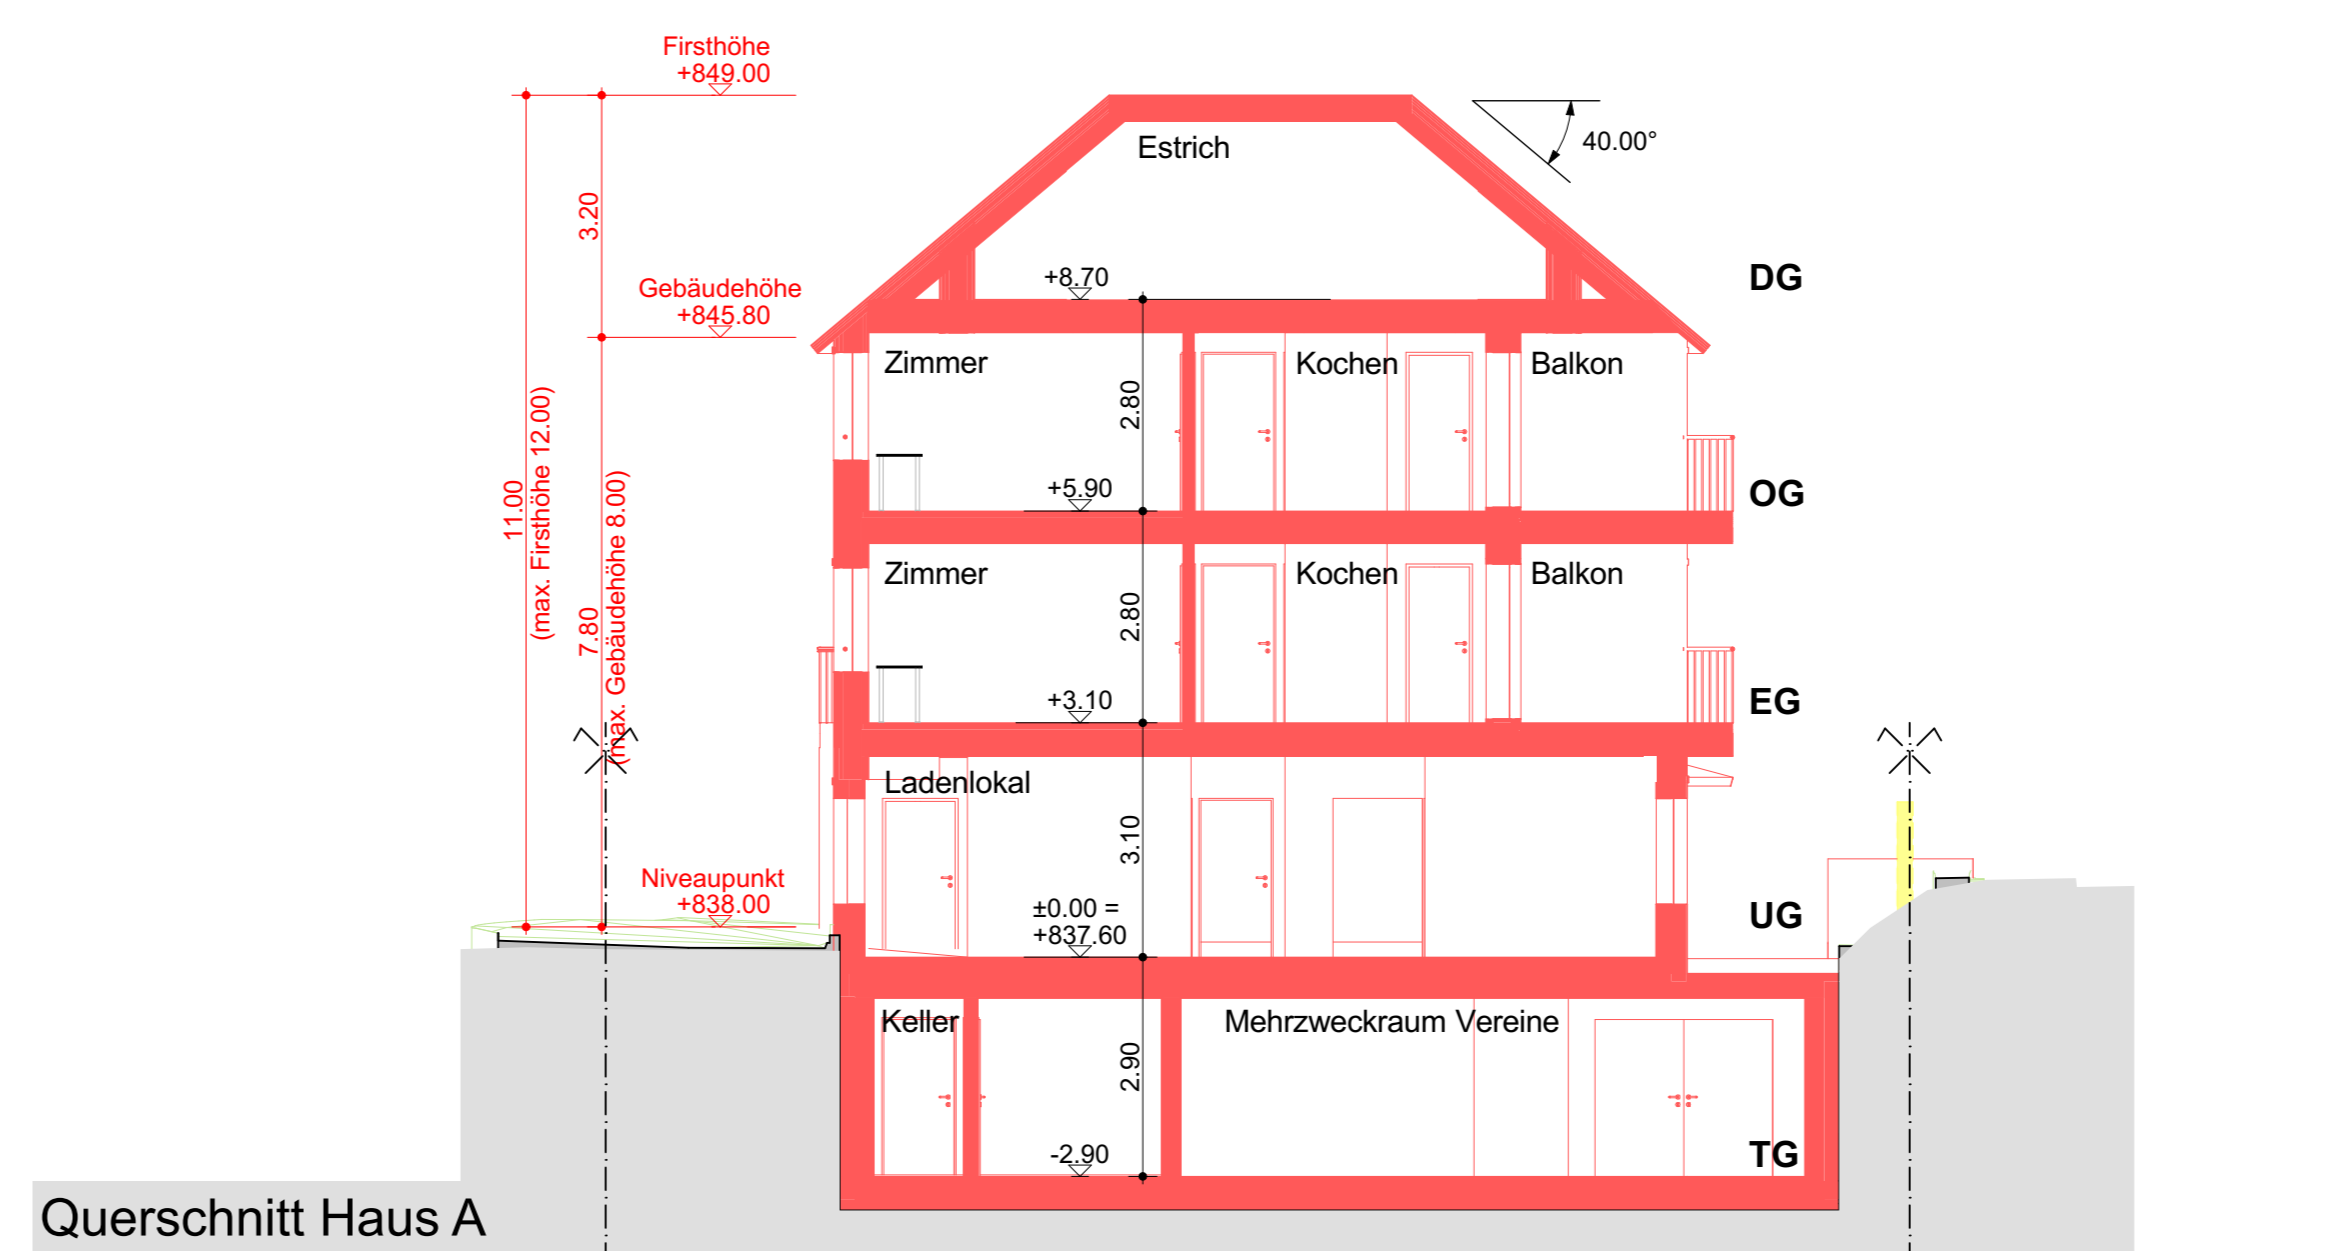 Firsthöhe
+849.00
40.00°
Estrich
3.20
DG
+8.70
Gebäudehöhe
+845.80
Zimmer
Kochen
Balkon
2.80
11.00
(max. Firsthöhe 12.00)
+5.90
OG
Zimmer
Kochen
Balkon
7.80
(max. Gebäudehöhe 8.00)
2.80
+3.10
EG
Ladenlokal
3.10
Niveaupunkt
+838.00
±0.00 =
+837.60
UG
Keller
Mehrzweckraum Vereine
2.90
-2.90
TG
Querschnitt Haus A